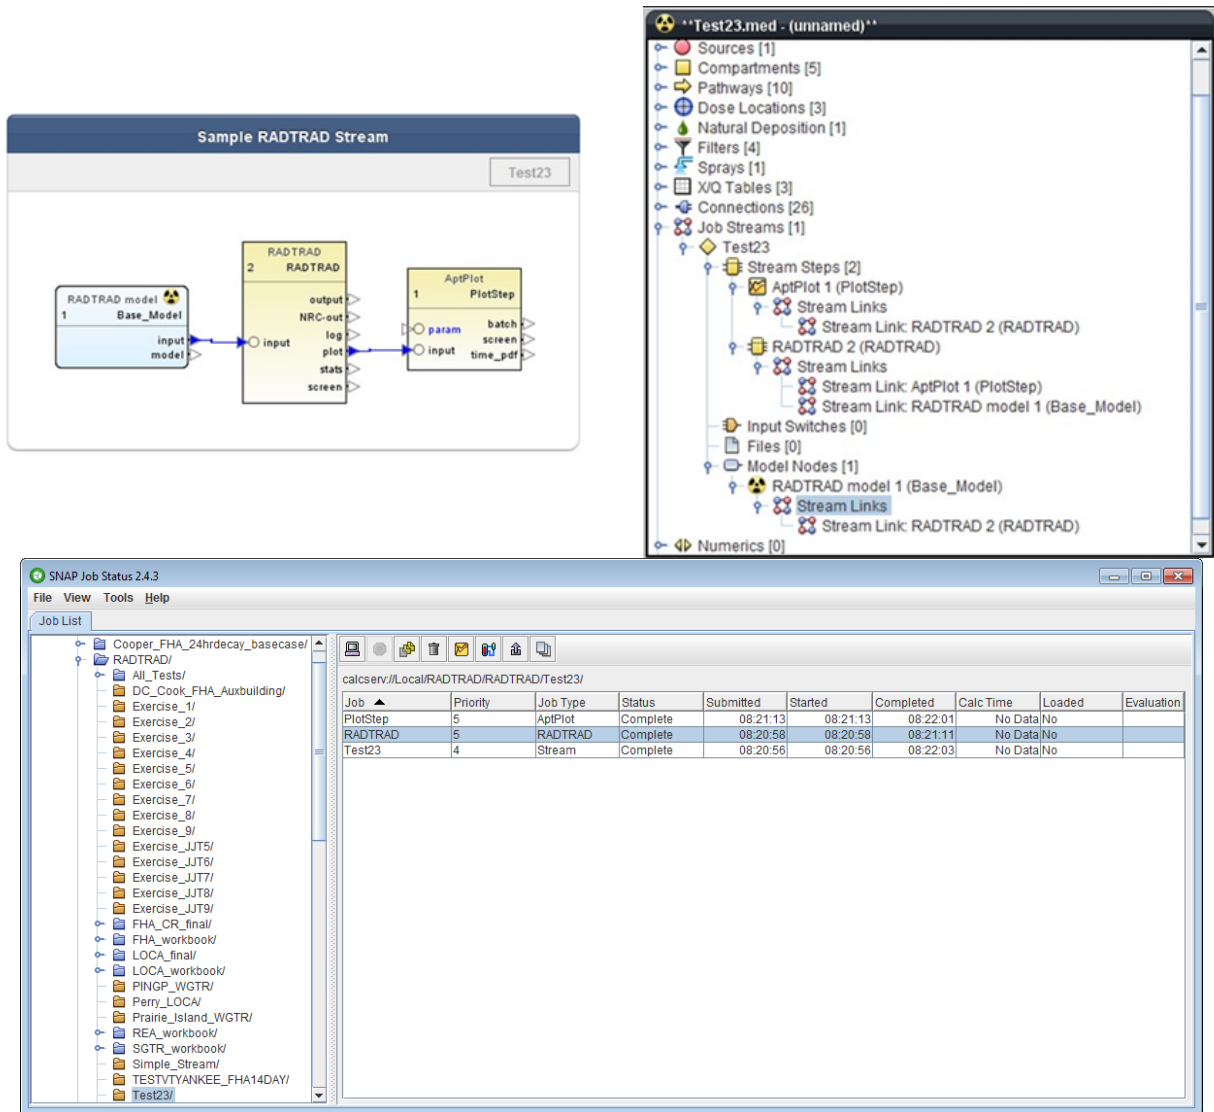 Sample RADTRAD Stream
Test23
RADTRAD model
1 Base_Model
input
model
RADTRAD
2 RADTRAD
output
NRC-out
log
input
plot
stats
screen
AptPlot
1 PlotStep
batch
param
screen
input
time_pdf
**Test23.med - (unnamed)**
Sources [1]
Compartments [5]
Pathways [10]
Dose Locations [3]
Natural Deposition [1]
Filters [4]
Sprays [1]
X/Q Tables [3]
Connections [26]
Job Streams [1]
Test23
Stream Steps [2]
AptPlot 1 (PlotStep)
Stream Links
Stream Link: RADTRAD 2 (RADTRAD)
RADTRAD 2 (RADTRAD)
Stream Links
Stream Link: AptPlot 1 (PlotStep)
Stream Link: RADTRAD model 1 (Base_Model)
Input Switches [0]
Files [0]
Model Nodes [1]
RADTRAD model 1 (Base_Model)
Stream Links
Stream Link: RADTRAD 2 (RADTRAD)
Numerics [0]
SNAP Job Status 2.4.3
File View Tools Help
Job List
Cooper_FHA_24hrdecay_basecase/
RADTRAD/
All_Tests/
DC_Cook_FHA_Auxbuilding/
Exercise_1/
Exercise_2/
Exercise_3/
Exercise_4/
Exercise_5/
Exercise_6/
Exercise_7/
Exercise_8/
Exercise_9/
Exercise_JJT5/
Exercise_JJT6/
Exercise_JJT7/
Exercise_JJT8/
Exercise_JJT9/
FHA_CR_final/
FHA_workbook/
LOCA_final/
LOCA_workbook/
PINGP_WGTR/
Perry_LOCA/
Prairie_Island_WGTR/
REA_workbook/
SGTR_workbook/
Simple_Stream/
TESTVTYANKEE_FHA14DAY/
Test23/
calcserv://Local/RADTRAD/RADTRAD/Test23/
Job Priority Job Type Status Submitted Started Completed Calc Time Loaded Evaluation
PlotStep 5 AptPlot Complete 08:21:13 08:21:13 08:22:01 No Data No
RADTRAD 5 RADTRAD Complete 08:20:58 08:20:58 08:21:11 No Data No
Test23 4 Stream Complete 08:20:56 08:20:56 08:22:03 No Data No